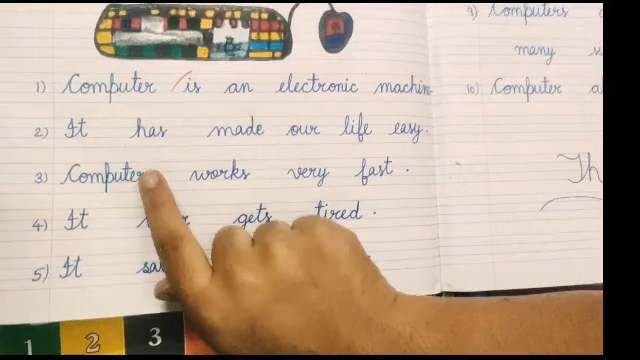 1) Computer is an electronic machin
2) It has made our life easy.
3) Computer works very fast.
4) It gets tired.
5) It
9) Computers
many
10) Computer
Th
1 2 3